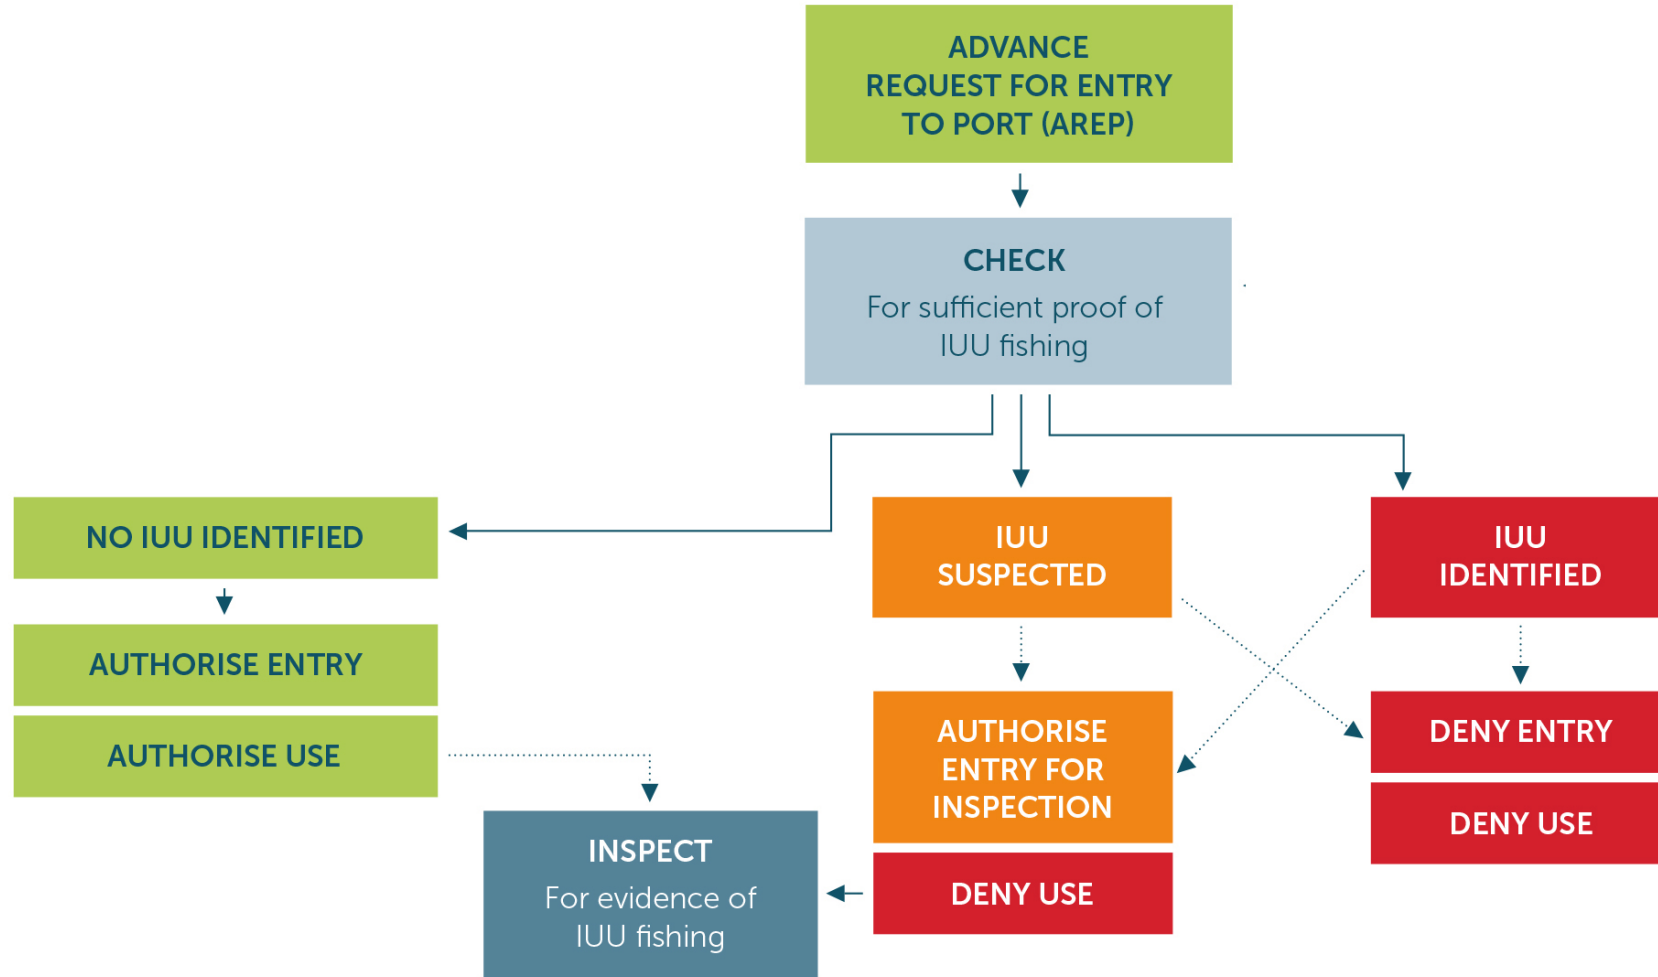 ADVANCE
REQUEST FOR ENTRY
TO PORT (AREP)
CHECK
For sufficient proof of
IUU fishing
NO IUU IDENTIFIED
IUU
SUSPECTED
IUU
IDENTIFIED
AUTHORISE ENTRY
AUTHORISE USE
AUTHORISE
ENTRY FOR
INSPECTION
DENY USE
DENY ENTRY
DENY USE
INSPECT
For evidence of
IUU fishing